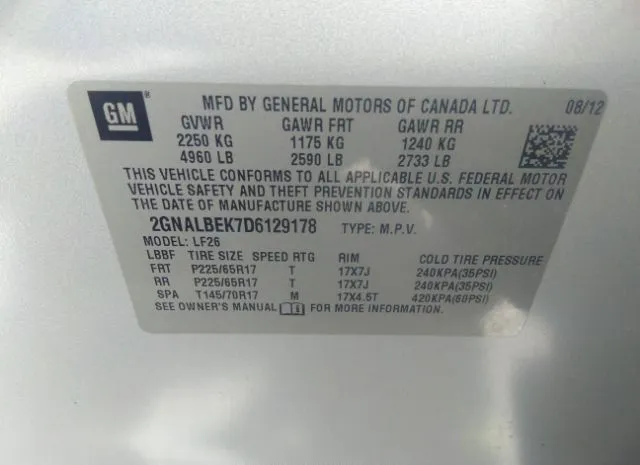 GM ®
MFD BY GENERAL MOTORS OF CANADA LTD. 08/12
GVWR GAWR FRT GAWR RR
2250 KG 1175 KG 1240 KG
4960 LB 2590 LB 2733 LB
THIS VEHICLE CONFORMS TO ALL APPLICABLE U.S. FEDERAL MOTOR
VEHICLE SAFETY AND THEFT PREVENTION STANDARDS IN EFFECT ON
THE DATE OF MANUFACTURE SHOWN ABOVE.
2GNALBEK7D6129178 TYPE: M.P.V.
MODEL: LF26
LBBF TIRE SIZE SPEED RTG RIM COLD TIRE PRESSURE
FRT P225/65R17 T 17X7J 240KPA(35PSI)
RR P225/65R17 T 17X7J 240KPA(35PSI)
SPA T145/70R17 M 17X4.5T 420KPA(60PSI)
SEE OWNER'S MANUAL FOR MORE INFORMATION.